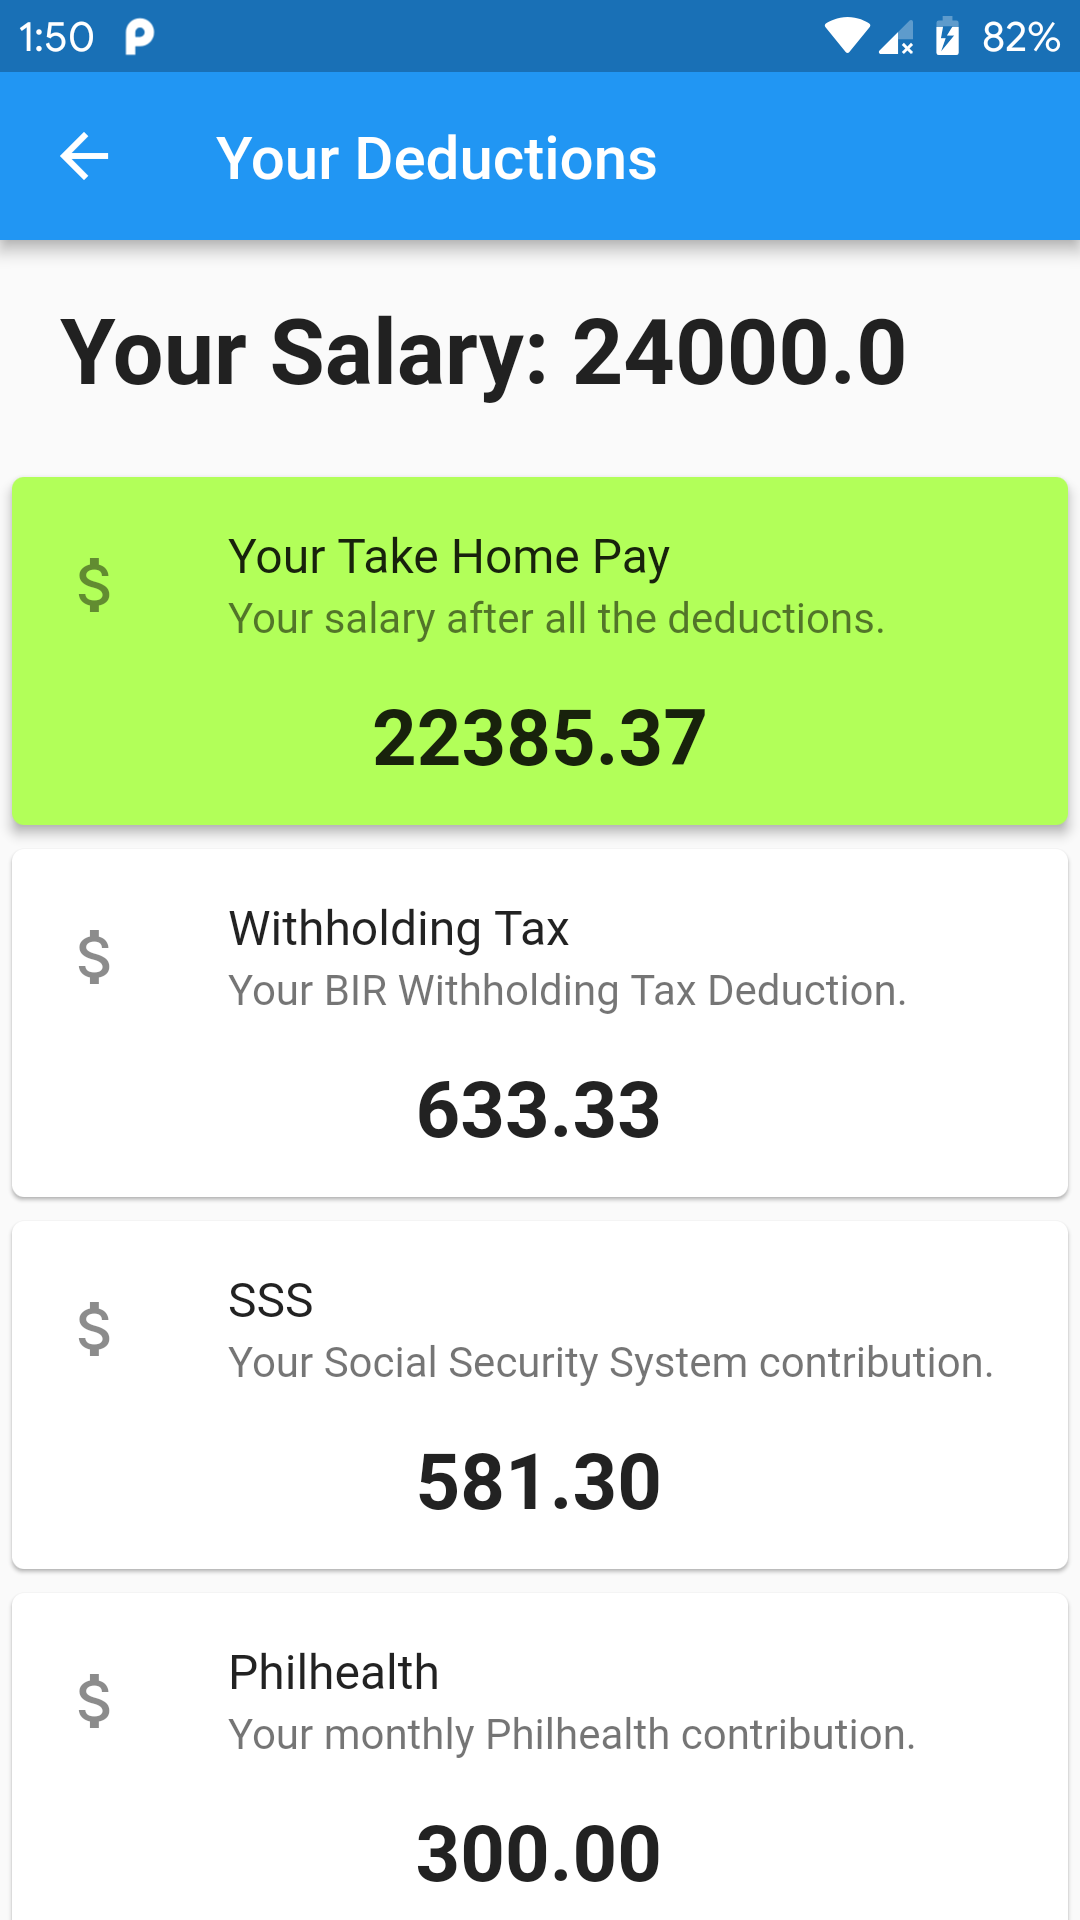 1:50 82%
Your Deductions
Your Salary: 24000.0
$ Your Take Home Pay
Your salary after all the deductions.
22385.37
$ Withholding Tax
Your BIR Withholding Tax Deduction.
633.33
$ SSS
Your Social Security System contribution.
581.30
$ Philhealth
Your monthly Philhealth contribution.
300.00